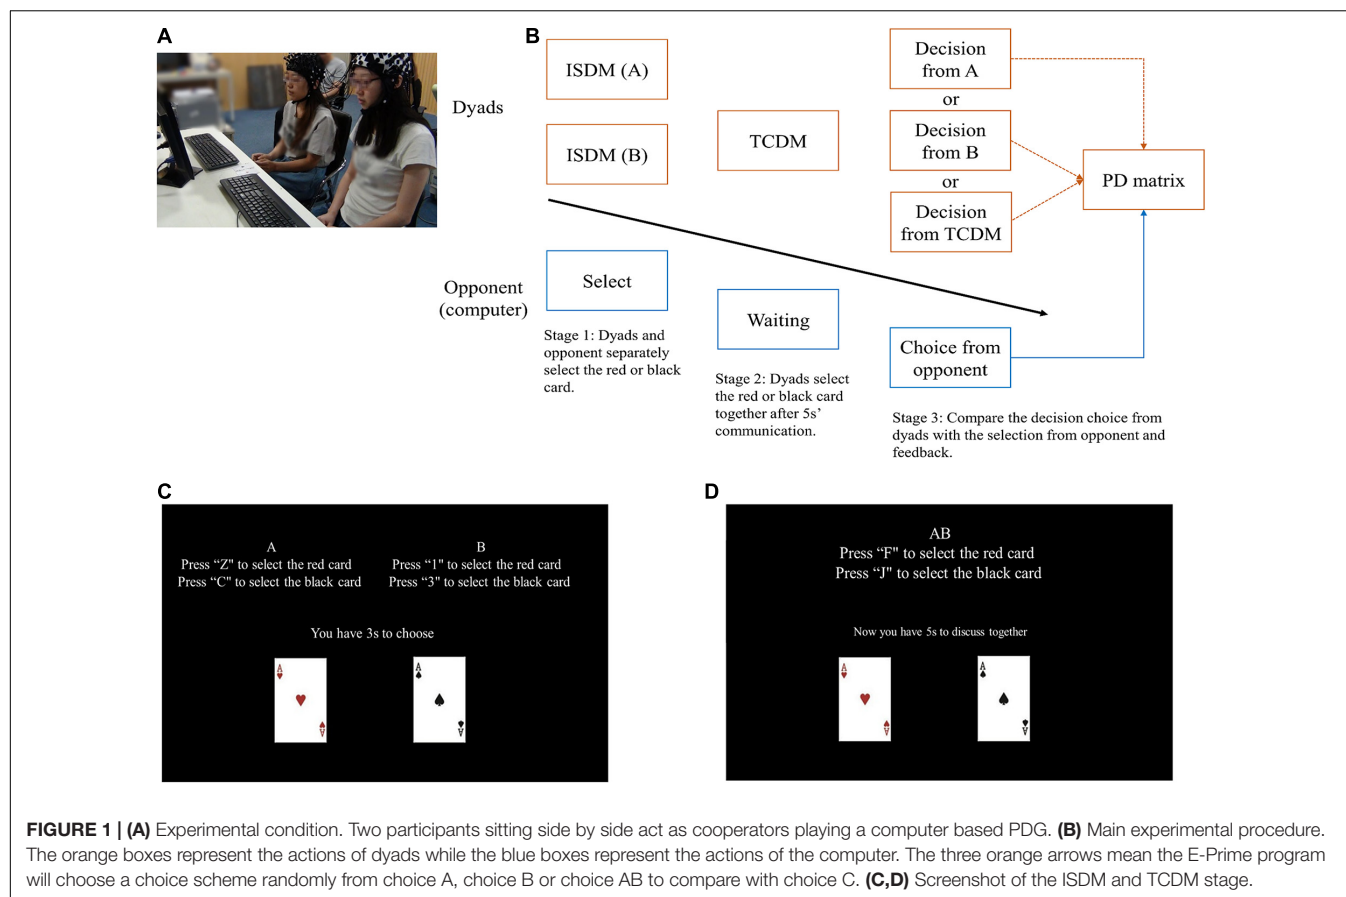 A
B
Dyads
ISDM (A)
ISDM (B)
TCDM
Decision
from A
or
Decision
from B
or
Decision
from TCDM
PD matrix
Opponent
(computer)
Select
Waiting
Choice from
opponent
Stage 1: Dyads and
opponent separately
select the red or black
card.
Stage 2: Dyads select
the red or black card
together after 5s'
communication.
Stage 3: Compare the decision choice from
dyads with the selection from opponent and
feedback.
C
A
Press “Z" to select the red card
Press “C" to select the black card
B
Press “1" to select the red card
Press “3" to select the black card
You have 3s to choose
A
A
A
A
D
AB
Press “F" to select the red card
Press “J" to select the black card
Now you have 5s to discuss together
A
A
A
A
FIGURE 1 | (A) Experimental condition. Two participants sitting side by side act as cooperators playing a computer based PDG. (B) Main experimental procedure.
The orange boxes represent the actions of dyads while the blue boxes represent the actions of the computer. The three orange arrows mean the E-Prime program
will choose a choice scheme randomly from choice A, choice B or choice AB to compare with choice C. (C,D) Screenshot of the ISDM and TCDM stage.